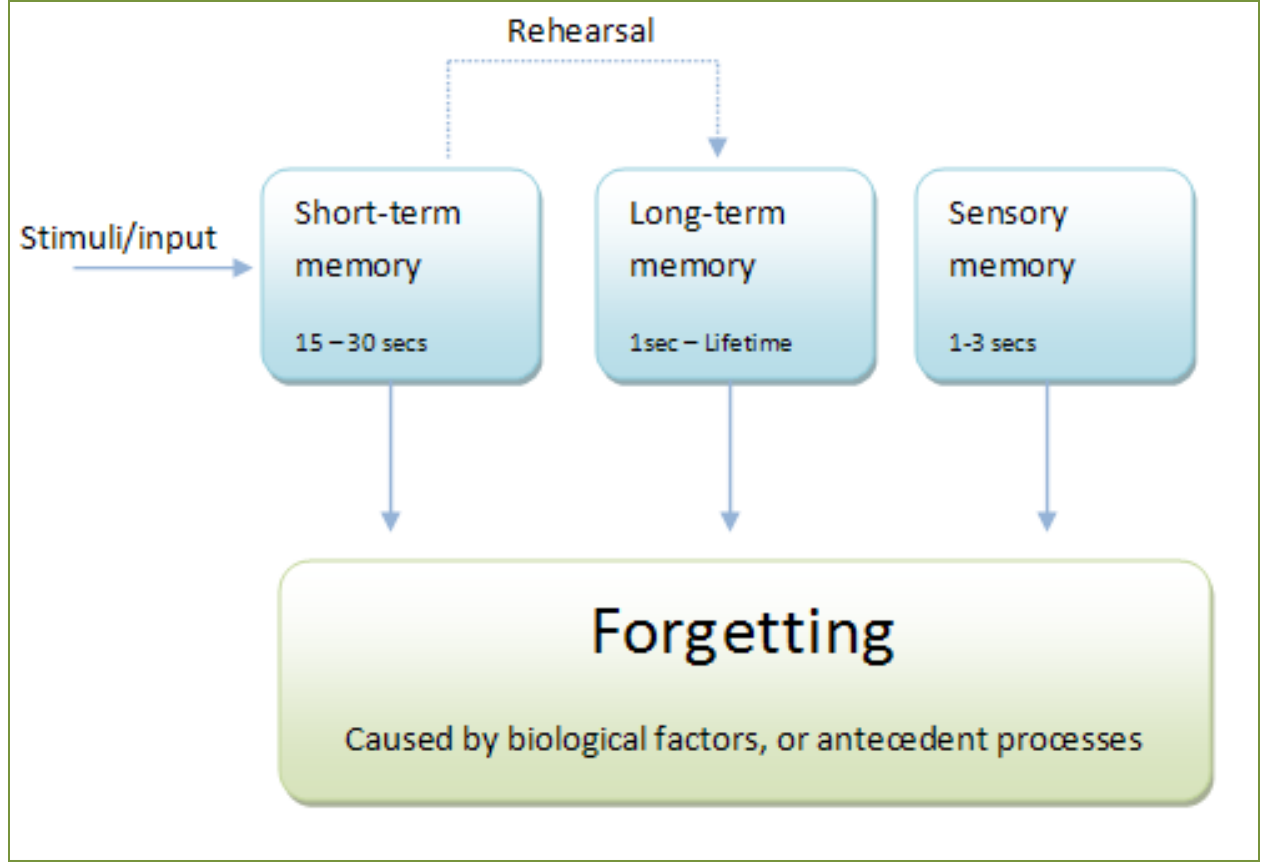 Rehearsal
Stimuli/input
Short-term
memory
15 – 30 secs
Long-term
memory
1sec – Lifetime
Sensory
memory
1-3 secs
Forgetting
Caused by biological factors, or antecedent processes